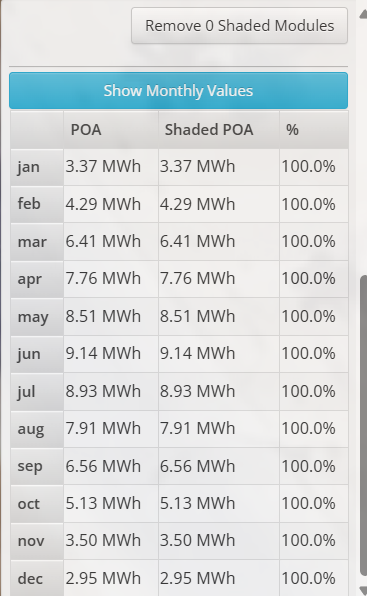 Remove 0 Shaded Modules
Show Monthly Values
POA Shaded POA %
jan 3.37 MWh 3.37 MWh 100.0%
feb 4.29 MWh 4.29 MWh 100.0%
mar 6.41 MWh 6.41 MWh 100.0%
apr 7.76 MWh 7.76 MWh 100.0%
may 8.51 MWh 8.51 MWh 100.0%
jun 9.14 MWh 9.14 MWh 100.0%
jul 8.93 MWh 8.93 MWh 100.0%
aug 7.91 MWh 7.91 MWh 100.0%
sep 6.56 MWh 6.56 MWh 100.0%
oct 5.13 MWh 5.13 MWh 100.0%
nov 3.50 MWh 3.50 MWh 100.0%
dec 2.95 MWh 2.95 MWh 100.0%